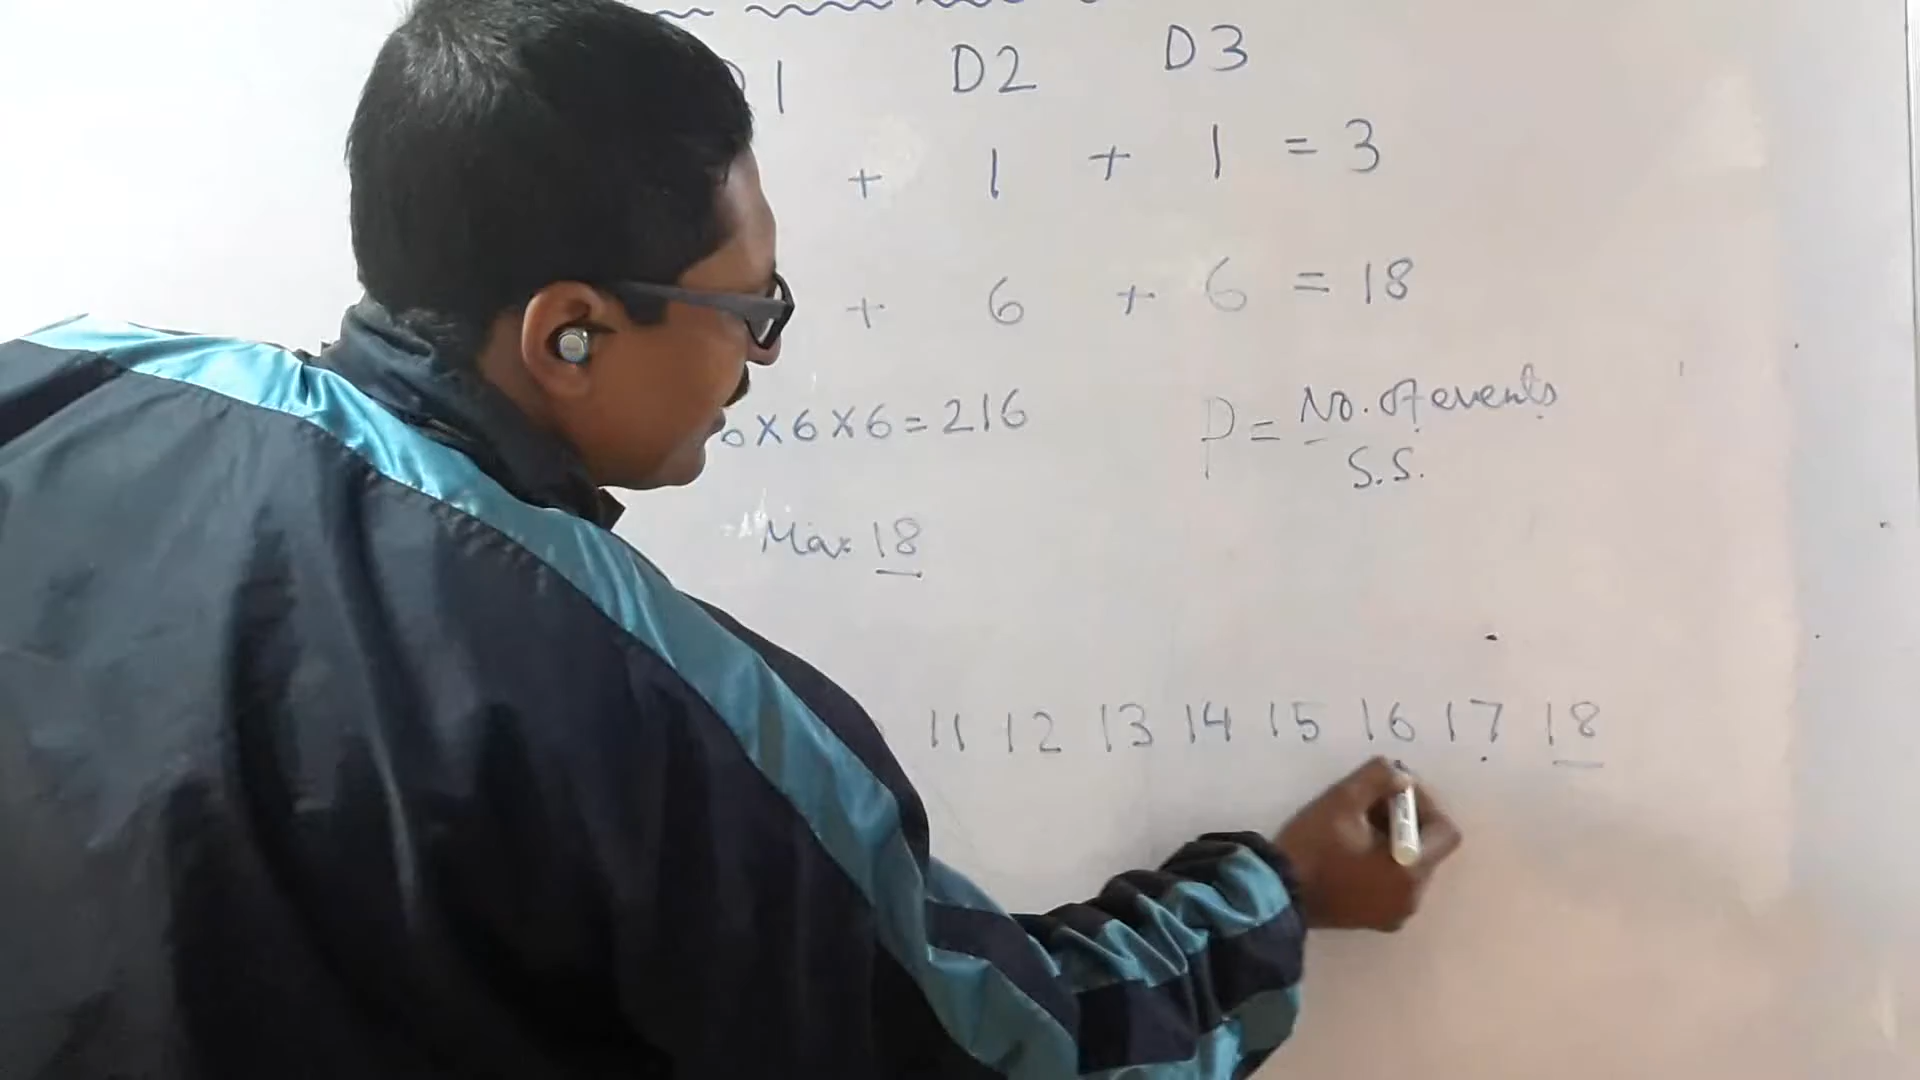 1 D2 D3
+ 1 + 1 = 3
+ 6 + 6 = 18
6×6×6=216
P = No. of events
S.S.
Max 18
11 12 13 14 15 16 17 18